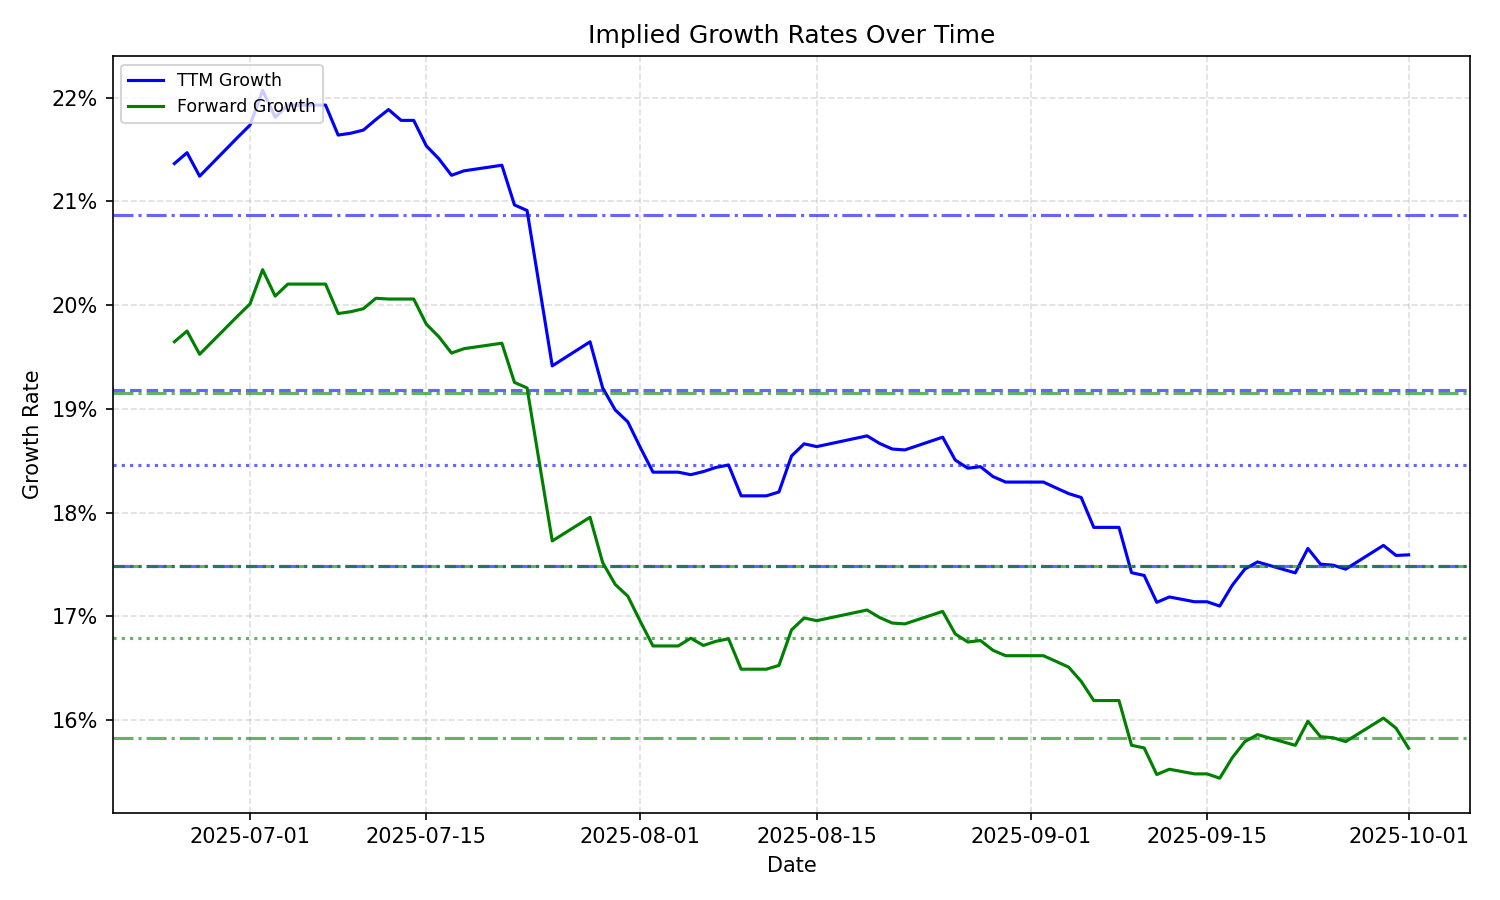 Implied Growth Rates Over Time
TTM Growth
Forward Growth
22%
21%
20%
19%
18%
17%
16%
Growth Rate
2025-07-01
2025-07-15
2025-08-01
2025-08-15
2025-09-01
2025-09-15
2025-10-01
Date